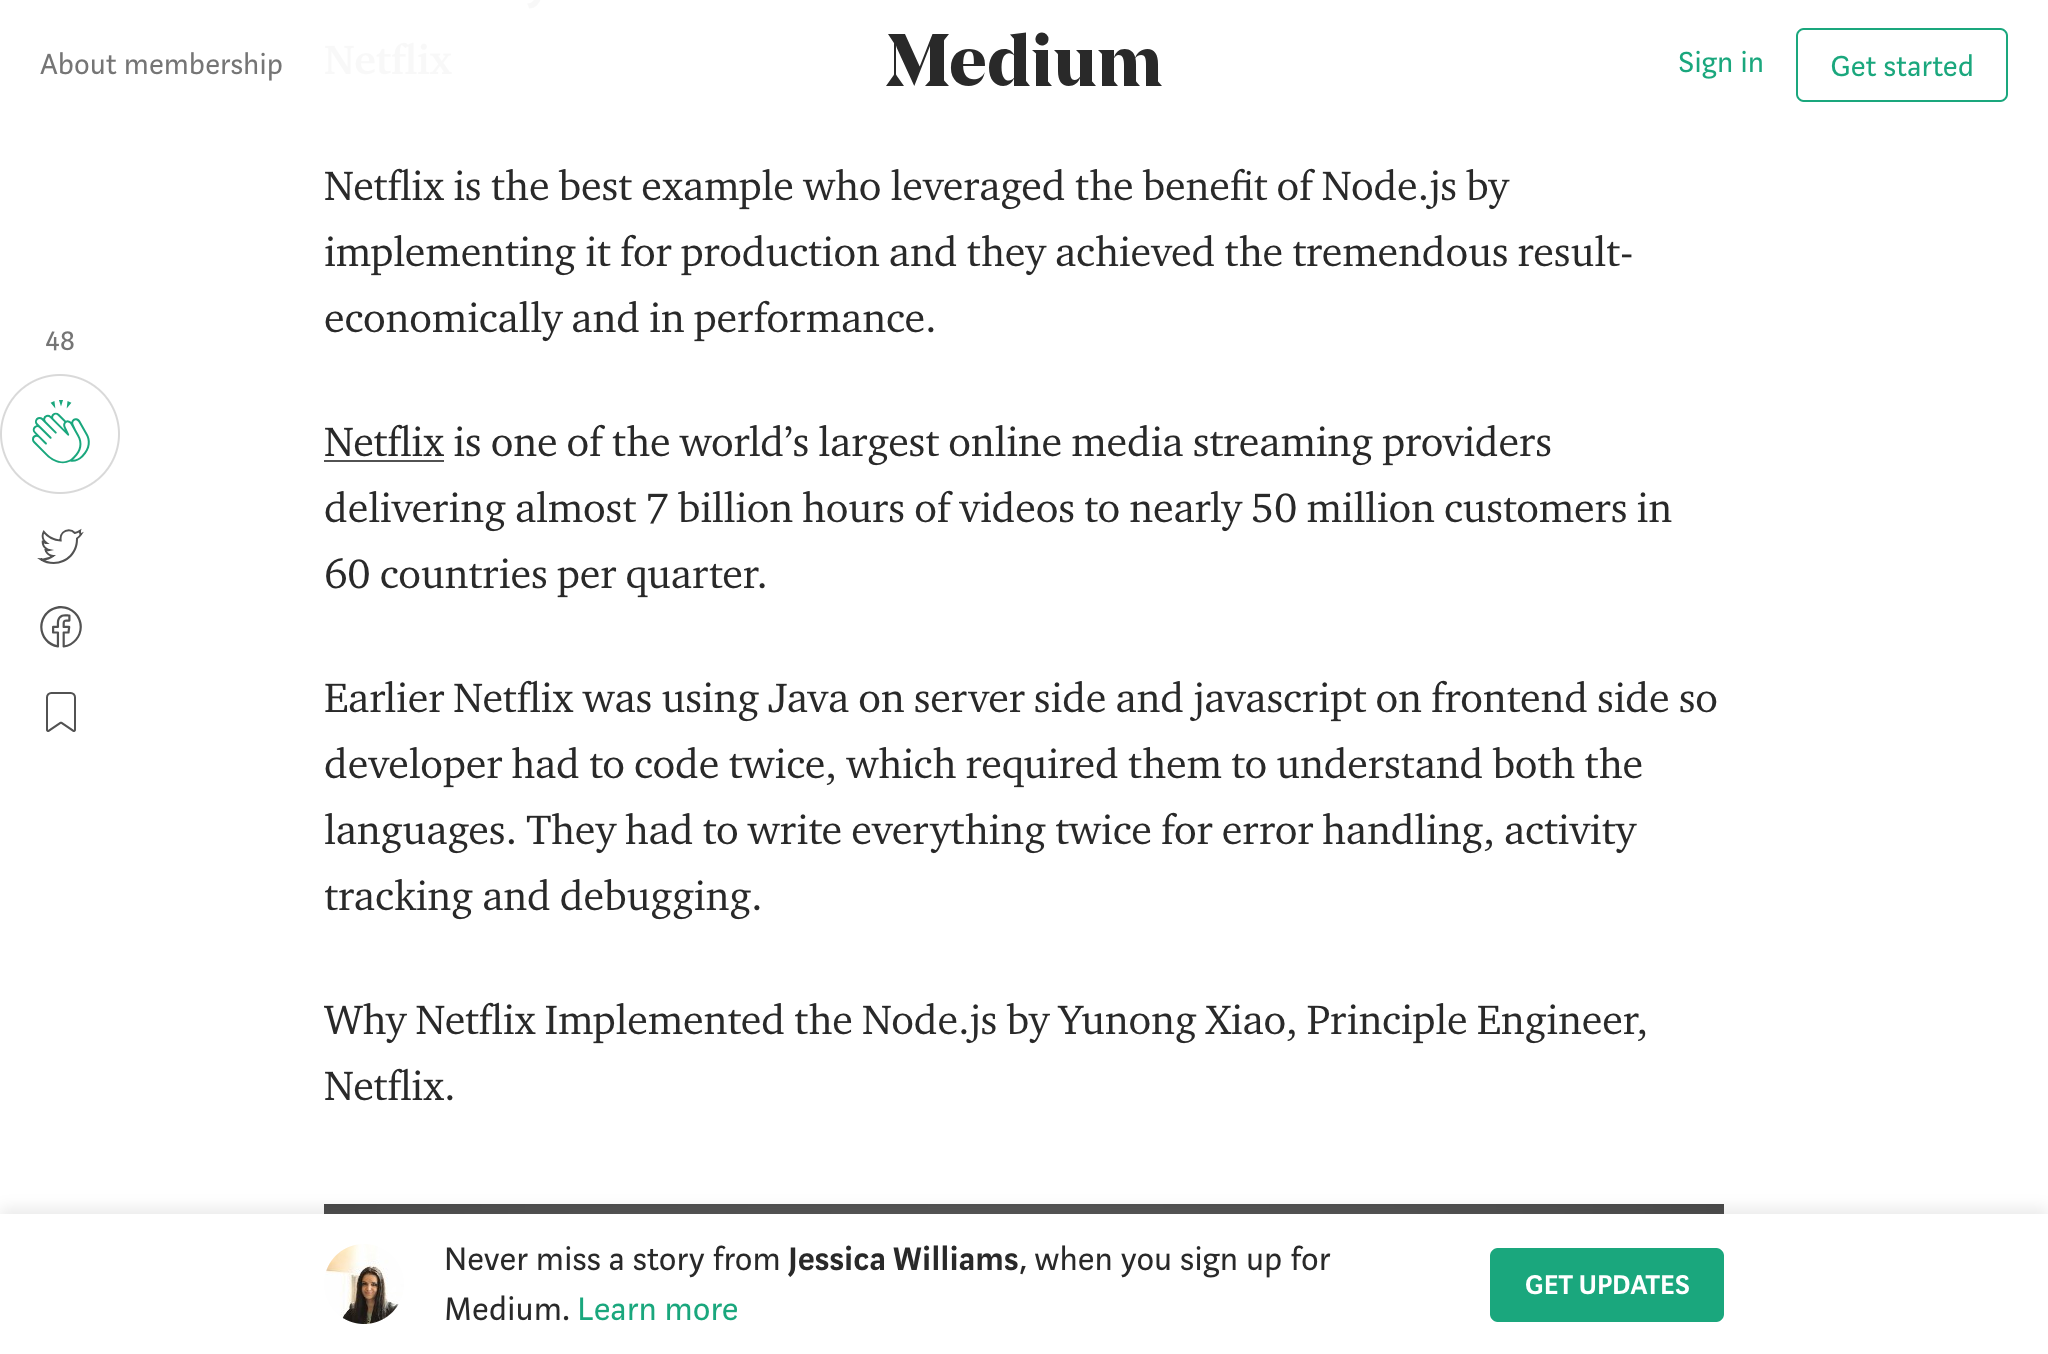 About membership
Netflix
Medium
Sign in
Get started
Netflix is the best example who leveraged the benefit of Node.js by
implementing it for production and they achieved the tremendous result-
economically and in performance.
48
Netflix is one of the world’s largest online media streaming providers
delivering almost 7 billion hours of videos to nearly 50 million customers in
60 countries per quarter.
Earlier Netflix was using Java on server side and javascript on frontend side so
developer had to code twice, which required them to understand both the
languages. They had to write everything twice for error handling, activity
tracking and debugging.
Why Netflix Implemented the Node.js by Yunong Xiao, Principle Engineer,
Netflix.
Never miss a story from Jessica Williams, when you sign up for
Medium. Learn more
GET UPDATES